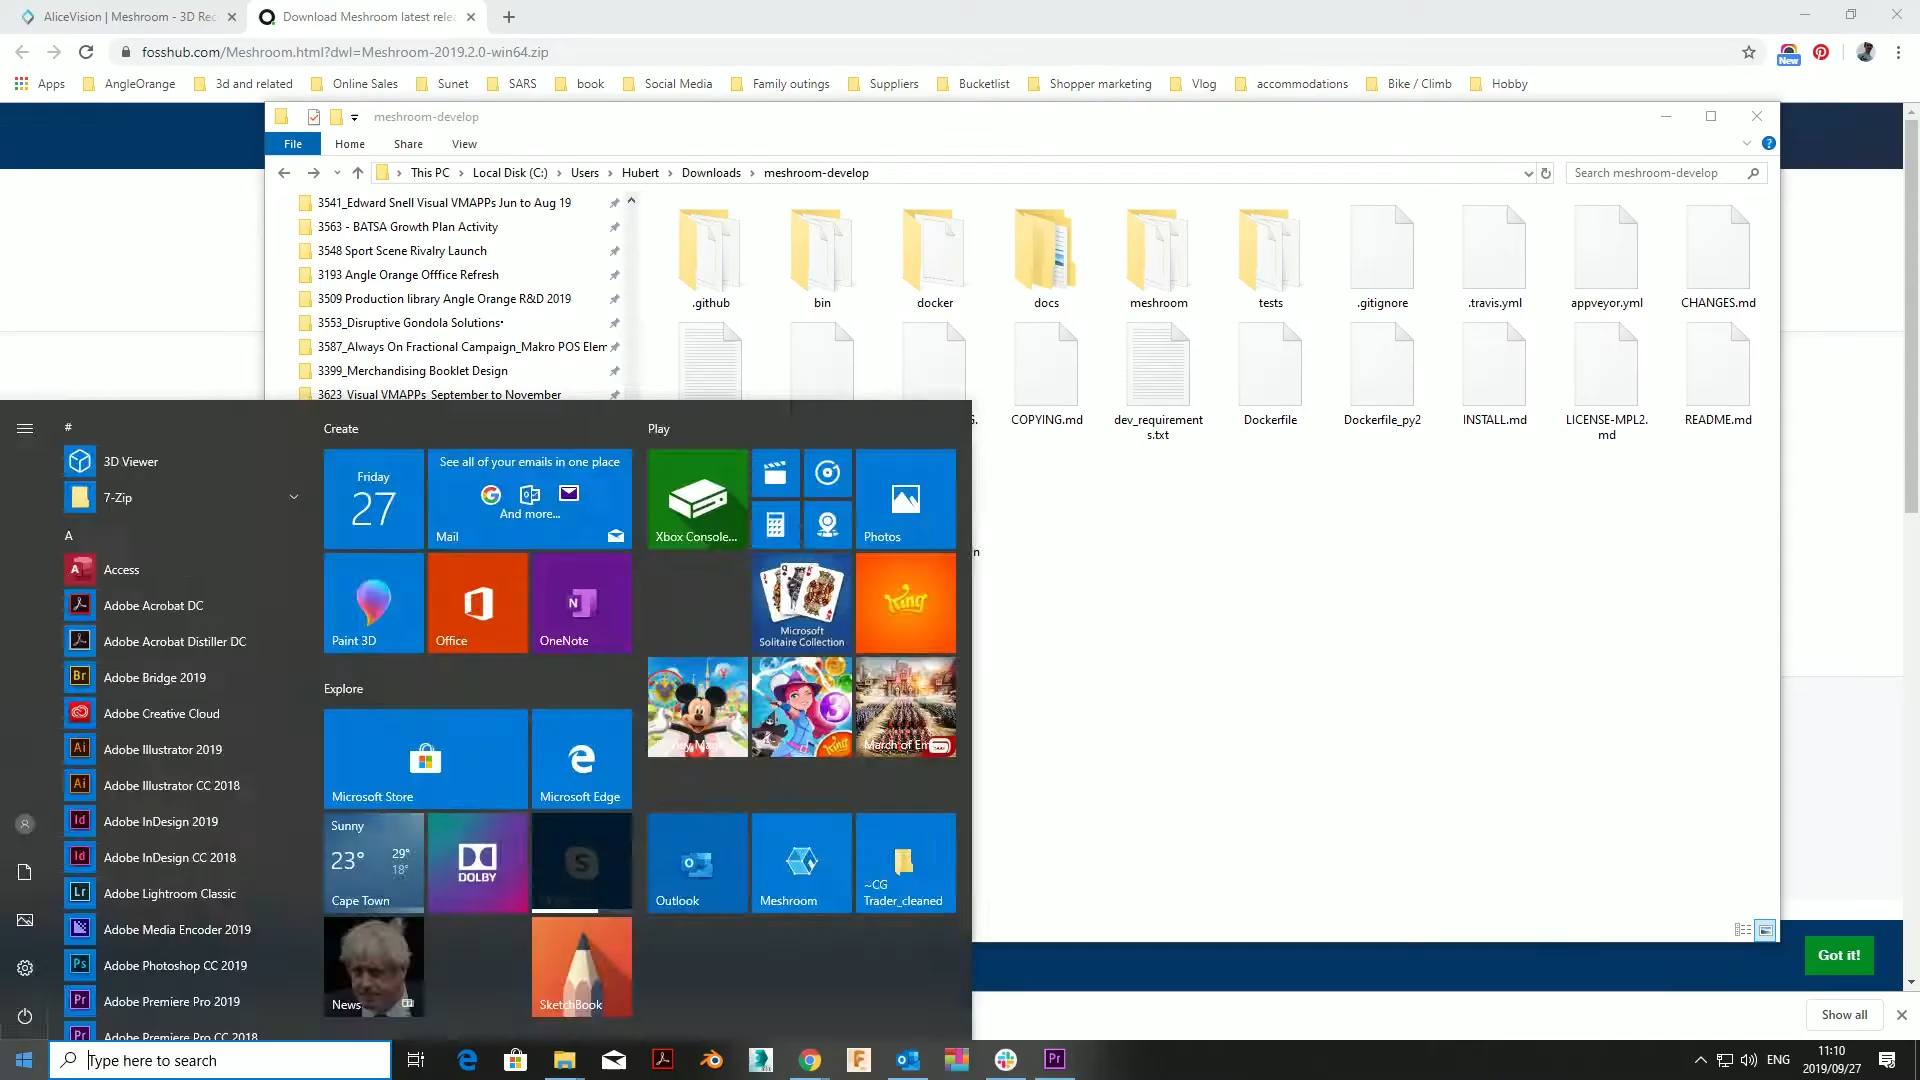 AliceVision | Meshroom - 3D Rec
Download Meshroom latest rele
fosshub.com/Meshroom.html?dwl=Meshroom-2019.2.0-win64.zip
New
Apps
AngleOrange
3d and related
Online Sales
Sunet
SARS
book
Social Media
Family outings
Suppliers
Bucketlist
Shopper marketing
Vlog
accommodations
Bike / Climb
Hobby
meshroom-develop
File
Home
Share
View
This PC > Local Disk (C:) > Users > Hubert > Downloads > meshroom-develop
Search meshroom-develop
3541_Edward Snell Visual VMAPPs Jun to Aug 19
3563 - BATSA Growth Plan Activity
3548 Sport Scene Rivalry Launch
3193 Angle Orange Offfice Refresh
3509 Production library Angle Orange R&D 2019
3553_Disruptive Gondola Solutions
3587_Always On Fractional Campaign_Makro POS Elem
3399_Merchandising Booklet Design
3623_Visual VMAPPs_September to November
.github
bin
docker
docs
meshroom
tests
.gitignore
.travis.yml
appveyor.yml
CHANGES.md
COPYING.md
dev_requirement
s.txt
Dockerfile
Dockerfile_py2
INSTALL.md
LICENSE-MPL2.
md
README.md
#
3D Viewer
7-Zip
A
Access
Adobe Acrobat DC
Adobe Acrobat Distiller DC
Adobe Bridge 2019
Adobe Creative Cloud
Adobe Illustrator 2019
Adobe Illustrator CC 2018
Adobe InDesign 2019
Adobe InDesign CC 2018
Adobe Lightroom Classic
Adobe Media Encoder 2019
Adobe Photoshop CC 2019
Adobe Premiere Pro 2019
Adobe Premiere Pro CC 2018
Create
Friday
27
See all of your emails in one place
And more...
Mail
Paint 3D
Office
OneNote
Explore
Microsoft Store
Microsoft Edge
Sunny
23° 29°
18°
Cape Town
DOLBY
News
SketchBook
Play
Xbox Console...
Photos
Microsoft
Solitaire Collection
King
March of Em
Outlook
Meshroom
~CG
Trader_cleaned
Got it!
Show all
Type here to search
ENG
11:10
2019/09/27